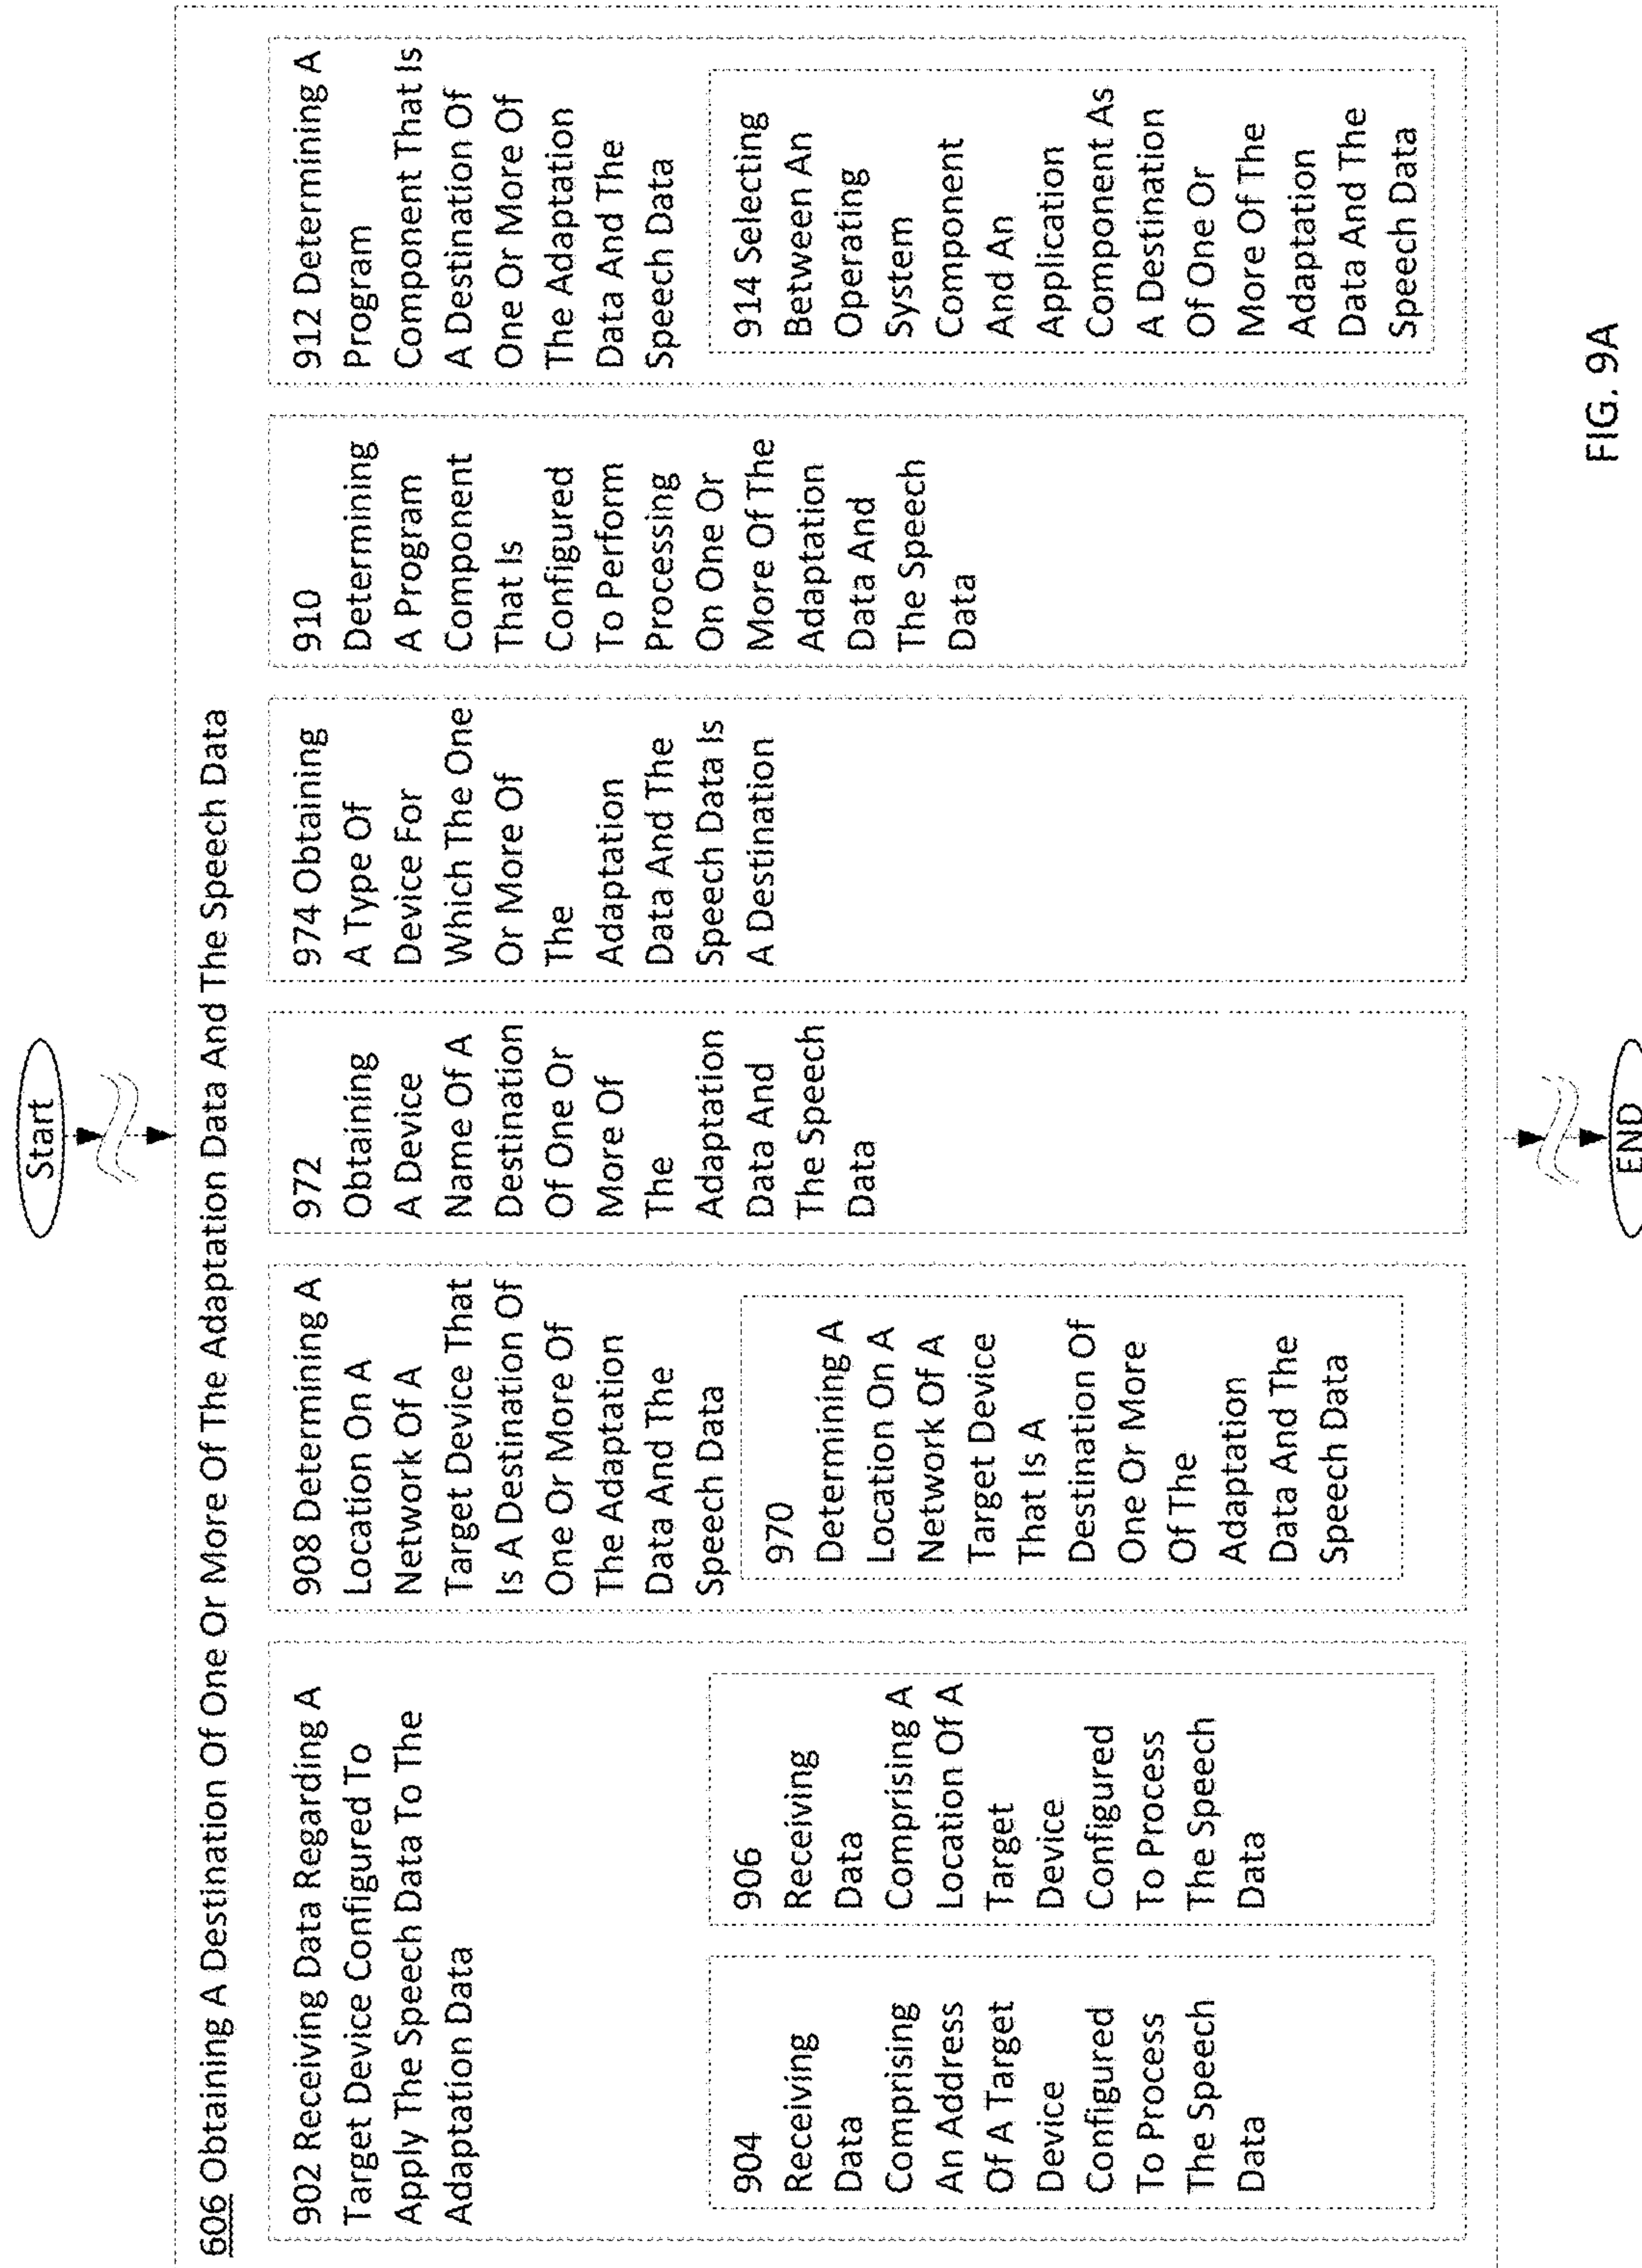 Start
606 Obtaining A Destination Of One Or More Of The Adaptation Data And The Speech Data
902 Receiving Data Regarding A
Target Device Configured To
Apply The Speech Data To The
Adaptation Data
904
Receiving
Data
Comprising
An Address
Of A Target
Device
Configured
To Process
The Speech
Data
906
Receiving
Data
Comprising A
Location Of A
Target
Device
Configured
To Process
The Speech
Data
908 Determining A
Location On A
Network Of A
Target Device That
Is A Destination Of
One Or More Of
The Adaptation
Data And The
Speech Data
970
Determining A
Location On A
Network Of A
Target Device
That Is A
Destination Of
One Or More
Of The
Adaptation
Data And The
Speech Data
972
Obtaining
A Device
Name Of A
Destination
Of One Or
More Of
The
Adaptation
Data And
The Speech
Data
974 Obtaining
A Type Of
Device For
Which The One
Or More Of
The
Adaptation
Data And The
Speech Data Is
A Destination
910
Determining
A Program
Component
That Is
Configured
To Perform
Processing
On One Or
More Of The
Adaptation
Data And
The Speech
Data
912 Determining A
Program
Component That Is
A Destination Of
One Or More Of
The Adaptation
Data And The
Speech Data
914 Selecting
Between An
Operating
System
Component
And An
Application
Component As
A Destination
Of One Or
More Of The
Adaptation
Data And The
Speech Data
END
FIG. 9A